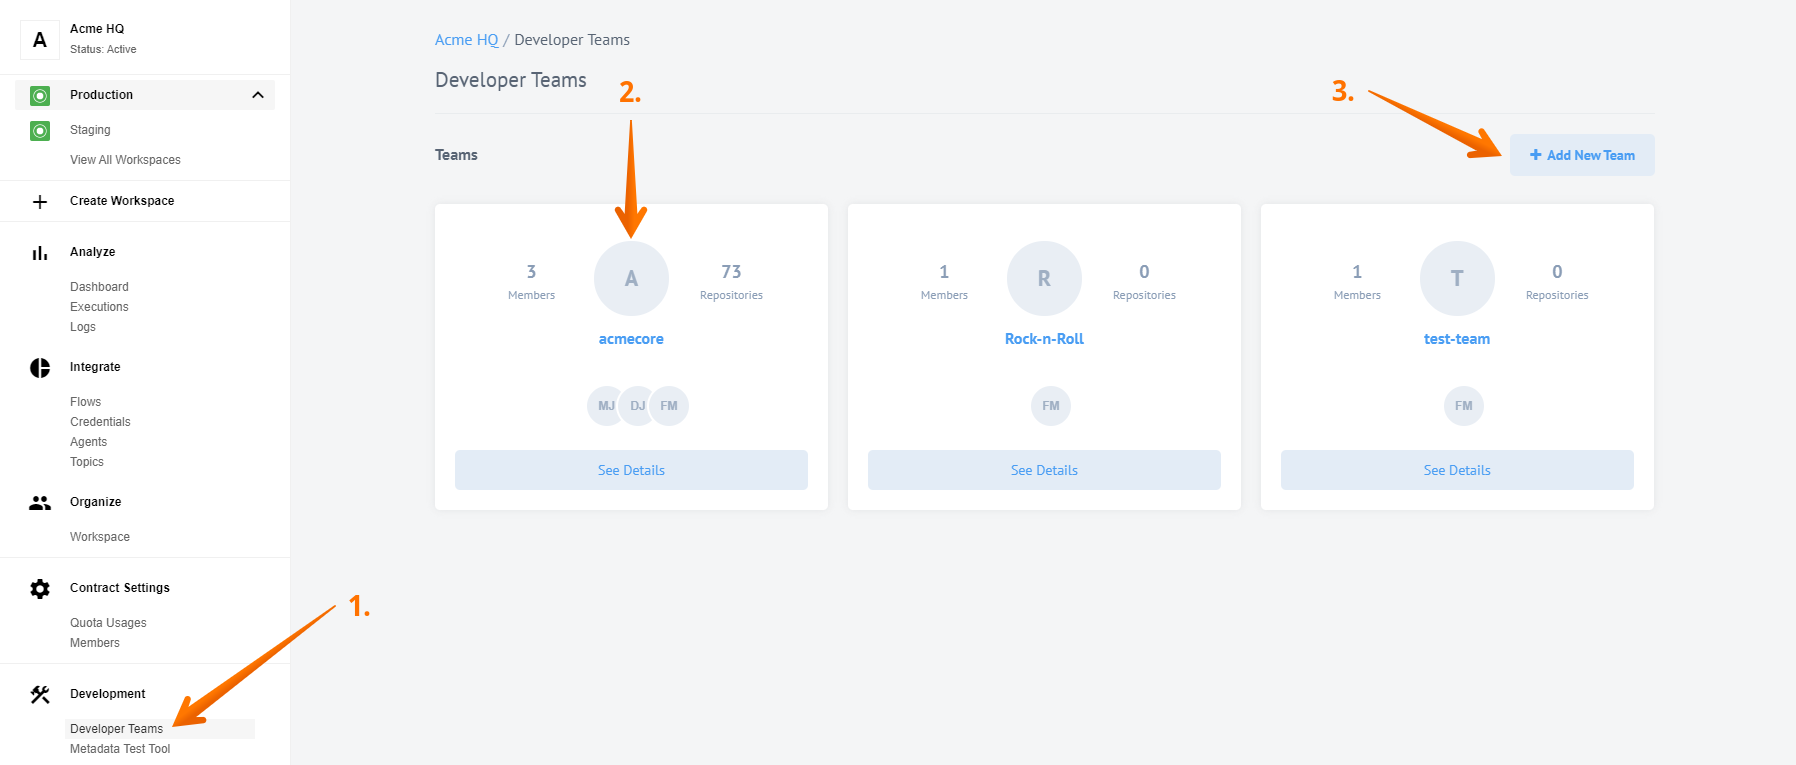 A
Acme HQ
Status: Active
Production
Staging
View All Workspaces
Create Workspace
Analyze
Dashboard
Executions
Logs
Integrate
Flows
Credentials
Agents
Topics
Organize
Workspace
Contract Settings
Quota Usages
Members
1.
Development
Developer Teams
Metadata Test Tool
Acme HQ / Developer Teams
Developer Teams
2.
3.
Teams
+ Add New Team
3
Members
A
73
Repositories
acmecore
MJ DJ FM
See Details
1
Members
R
0
Repositories
Rock-n-Roll
FM
See Details
1
Members
T
0
Repositories
test-team
FM
See Details